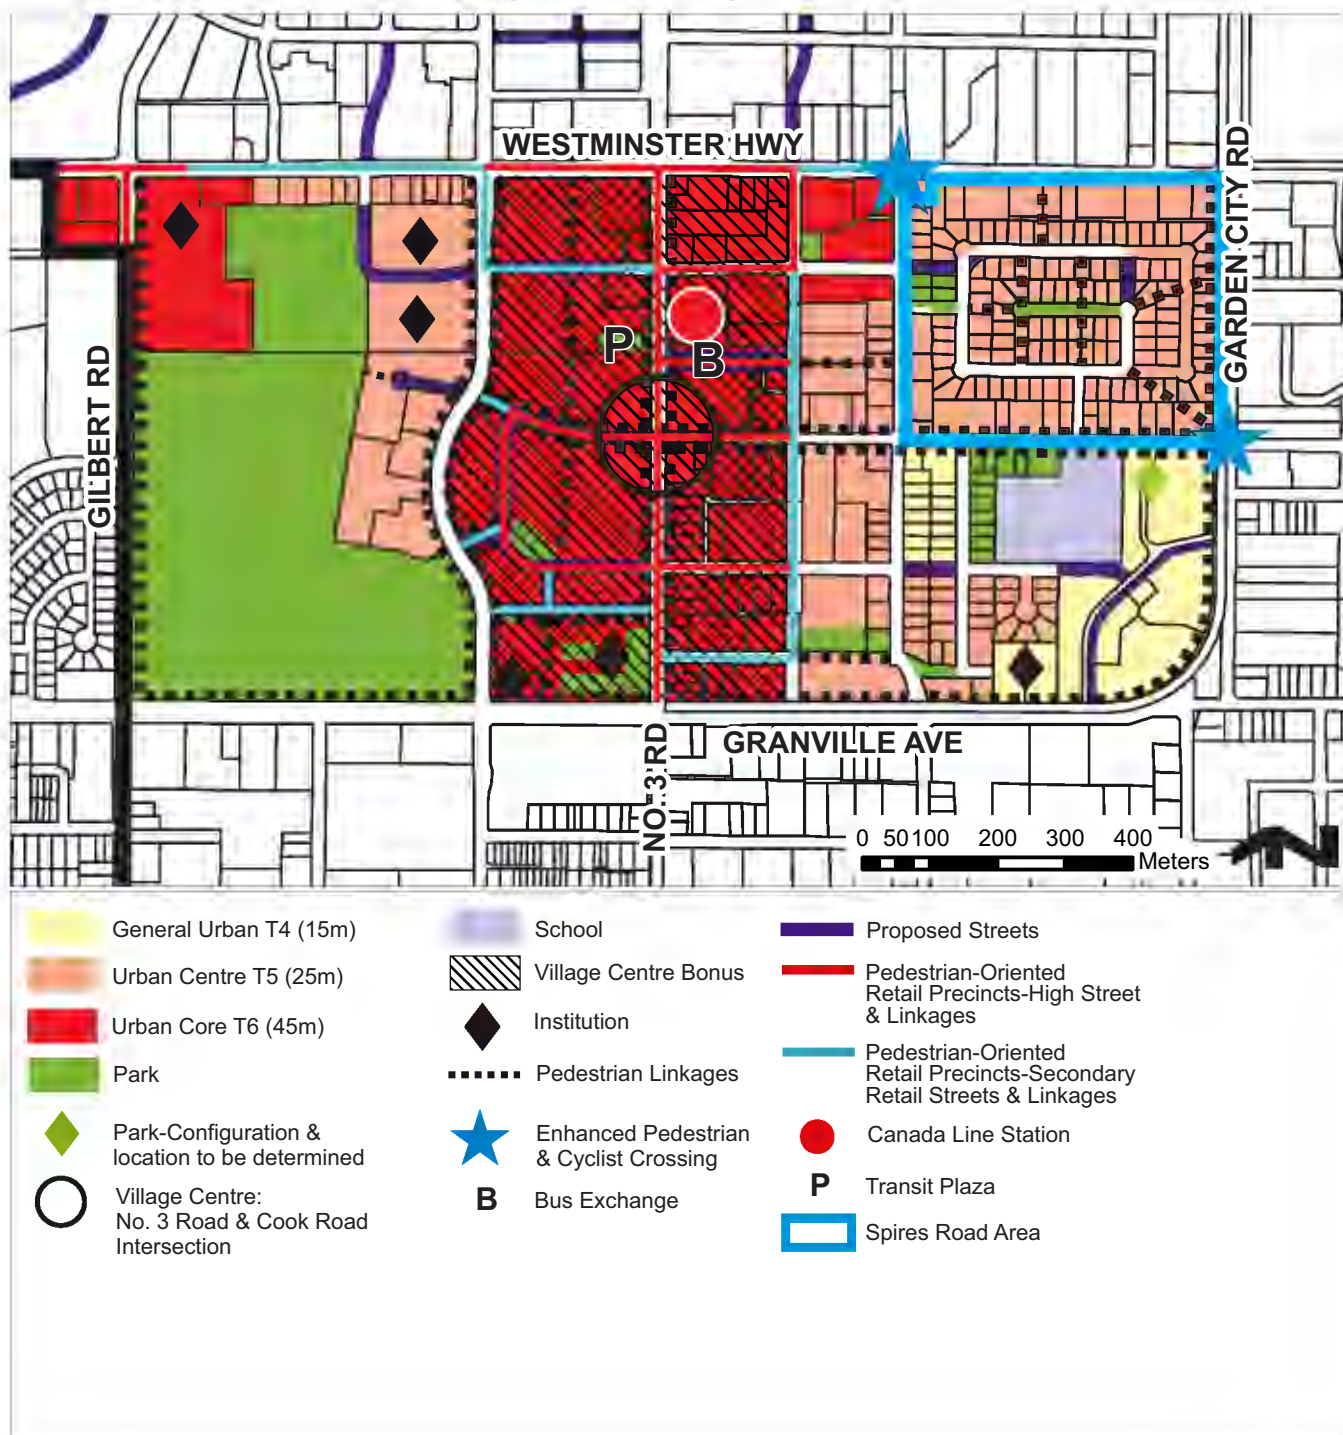 WESTMINSTER HWY
GARDEN CITY RD
GILBERT RD
P
B
NO. 3 RD
GRANVILLE AVE
0 50 100 200 300 400
Meters
General Urban T4 (15m)
Urban Centre T5 (25m)
Urban Core T6 (45m)
Park
Park-Configuration &
location to be determined
Village Centre:
No. 3 Road & Cook Road
Intersection
School
Village Centre Bonus
Institution
Pedestrian Linkages
Enhanced Pedestrian
& Cyclist Crossing
B Bus Exchange
Proposed Streets
Pedestrian-Oriented
Retail Precincts-High Street
& Linkages
Pedestrian-Oriented
Retail Precincts-Secondary
Retail Streets & Linkages
Canada Line Station
P Transit Plaza
Spires Road Area